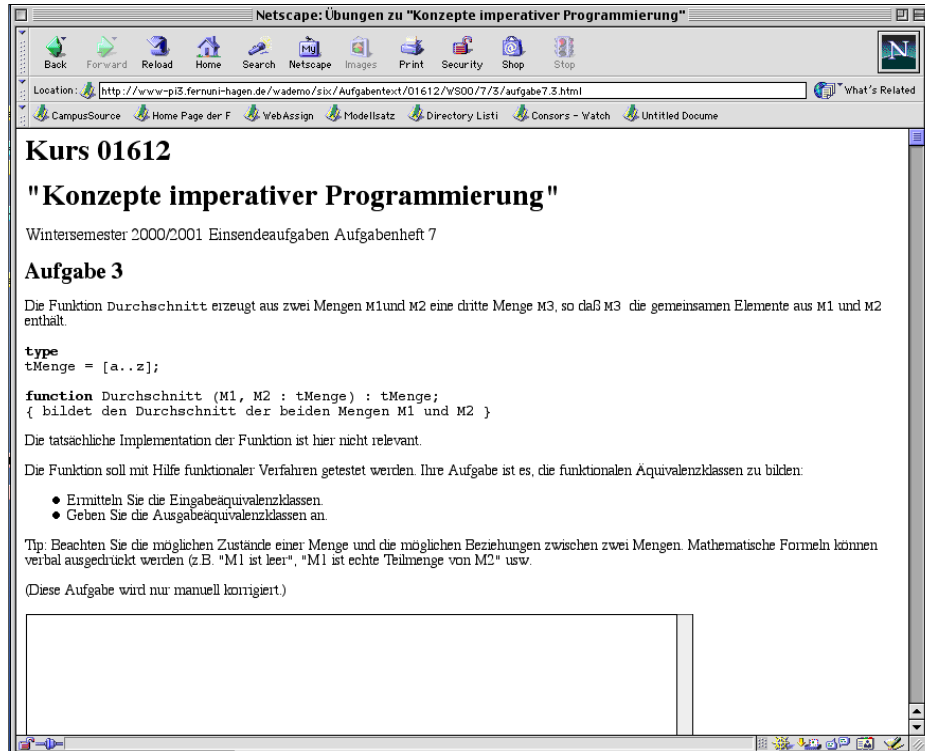 Netscape: Übungen zu "Konzepte imperativer Programmierung"
Back Forward Reload Home Search Netscape Images Print Security Shop Stop
My
N
Location: http://www-pi3.fernuni-hagen.de/wademo/six/Aufgabentext/01612/WS00/7/3/aufgabe7.3.html What's Related
CampusSource Home Page der F WebAssign Modellsatz Directory Listi Consors - Watch Untitled Docume
Kurs 01612
"Konzepte imperativer Programmierung"
Wintersemester 2000/2001 Einsendeaufgaben Aufgabenheft 7
Aufgabe 3
Die Funktion Durchschnitt erzeugt aus zwei Mengen M1und M2 eine dritte Menge M3, so daß M3 die gemeinsamen Elemente aus M1 und M2
enthält.
type
tMenge = [a..z];
function Durchschnitt (M1, M2 : tMenge) : tMenge;
{ bildet den Durchschnitt der beiden Mengen M1 und M2 }
Die tatsächliche Implementation der Funktion ist hier nicht relevant.
Die Funktion soll mit Hilfe funktionaler Verfahren getestet werden. Ihre Aufgabe ist es, die funktionalen Äquivalenzklassen zu bilden:
● Ermitteln Sie die Eingabeäquivalenzklassen.
● Geben Sie die Ausgabeäquivalenzklassen an.
Tip: Beachten Sie die möglichen Zustände einer Menge und die möglichen Beziehungen zwischen zwei Mengen. Mathematische Formeln können
verbal ausgedrückt werden (z.B. "M1 ist leer", "M1 ist echte Teilmenge von M2" usw.
(Diese Aufgabe wird nur manuell korrigiert.)